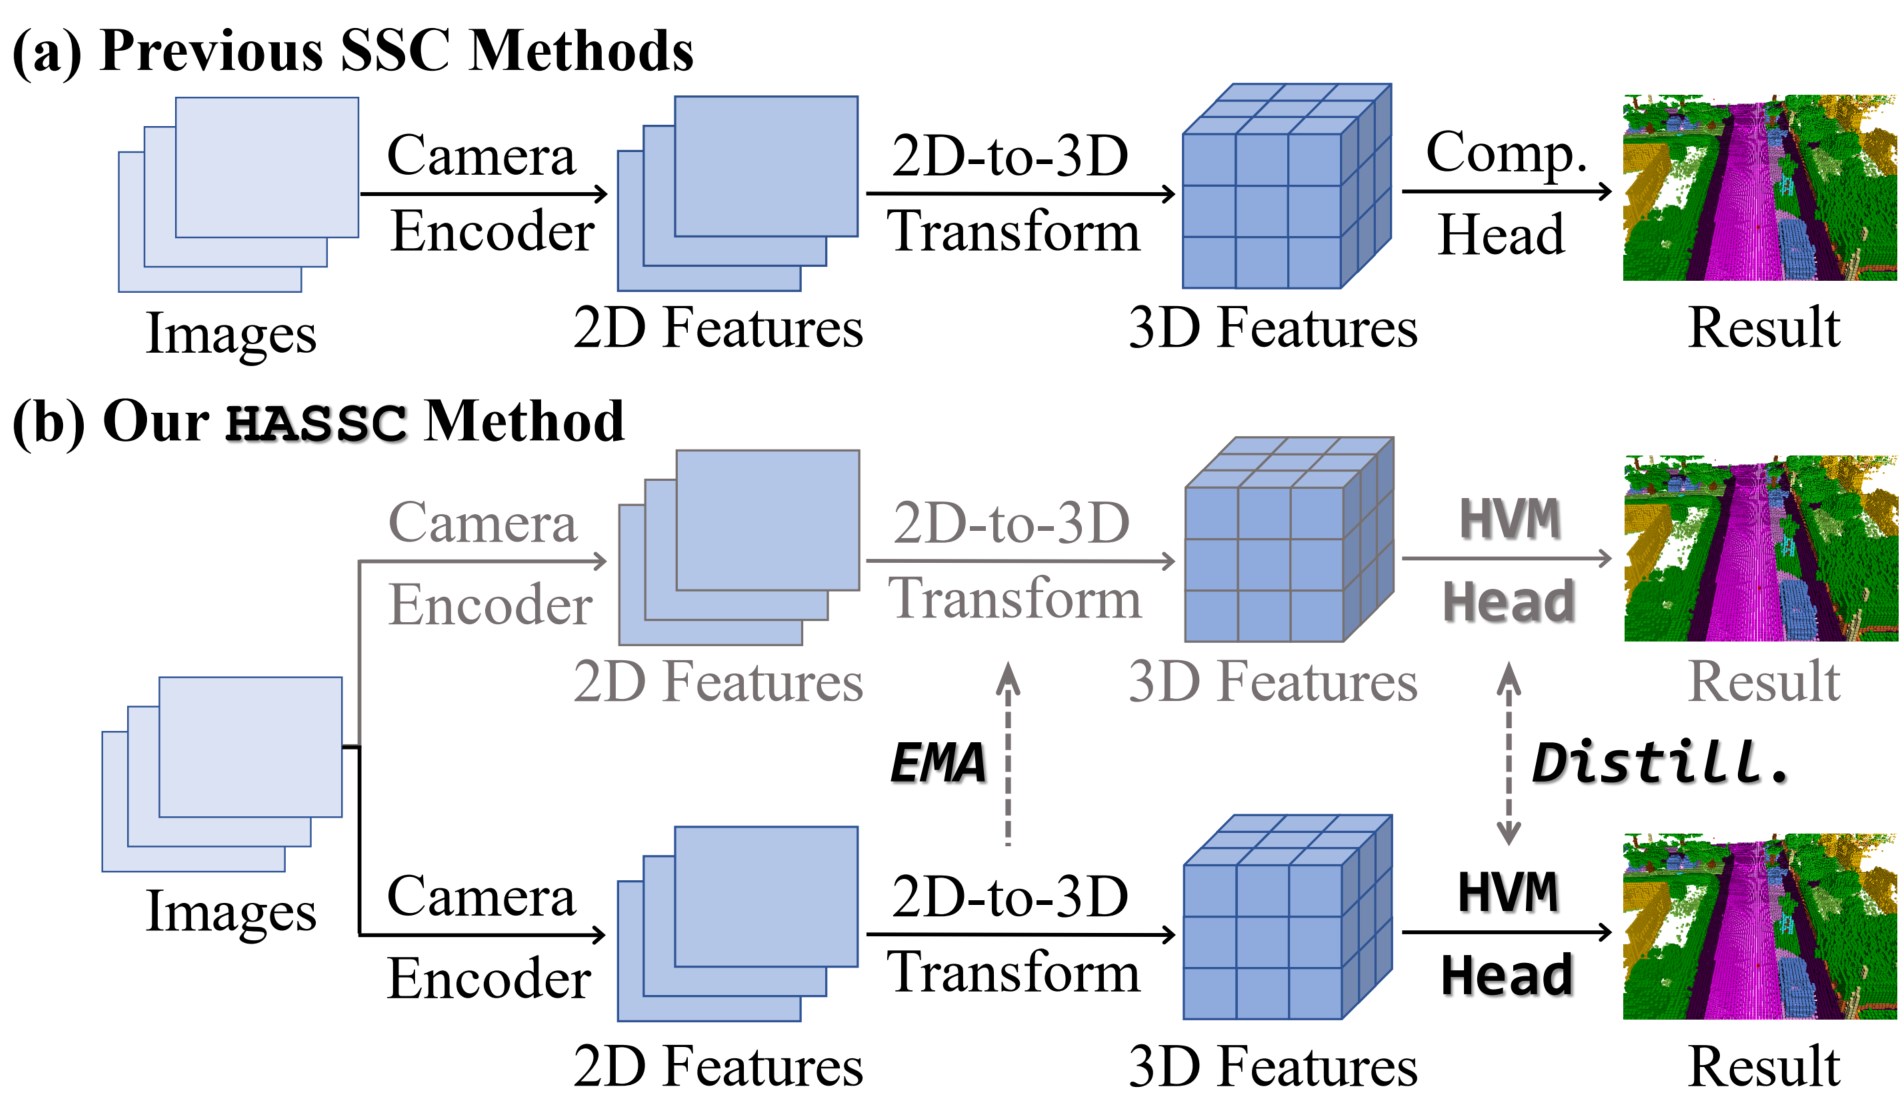 (a) Previous SSC Methods
Camera
Encoder
2D-to-3D
Transform
Comp.
Head
Images
2D Features
3D Features
Result
(b) Our HASSC Method
Camera
Encoder
2D-to-3D
Transform
HVM
Head
2D Features
3D Features
Result
EMA
Distill.
Images
Camera
Encoder
2D-to-3D
Transform
HVM
Head
2D Features
3D Features
Result